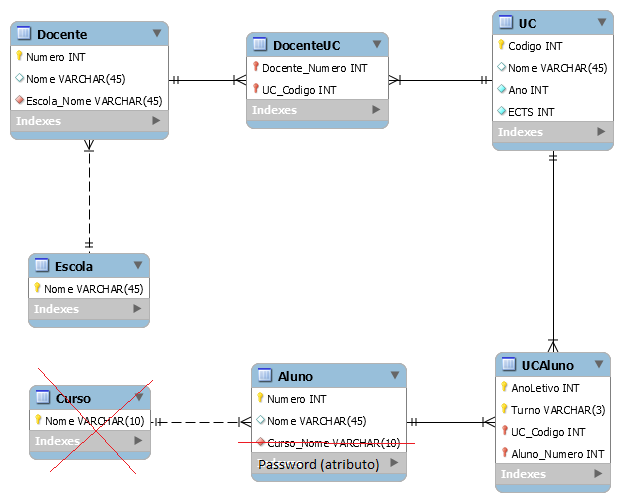 Docente
Numero INT
Nome VARCHAR(45)
Escola_Nome VARCHAR(45)
Indexes
DocenteUC
Docente_Numero INT
UC_Codigo INT
Indexes
UC
Codigo INT
Nome VARCHAR(45)
Ano INT
ECTS INT
Indexes
Escola
Nome VARCHAR(45)
Indexes
Curso
Nome VARCHAR(10)
Indexes
Aluno
Numero INT
Nome VARCHAR(45)
Curso_Nome VARCHAR(10)
Indexes
Password (atributo)
UCAluno
AnoLetivo INT
Turno VARCHAR(3)
UC_Codigo INT
Aluno_Numero INT
Indexes